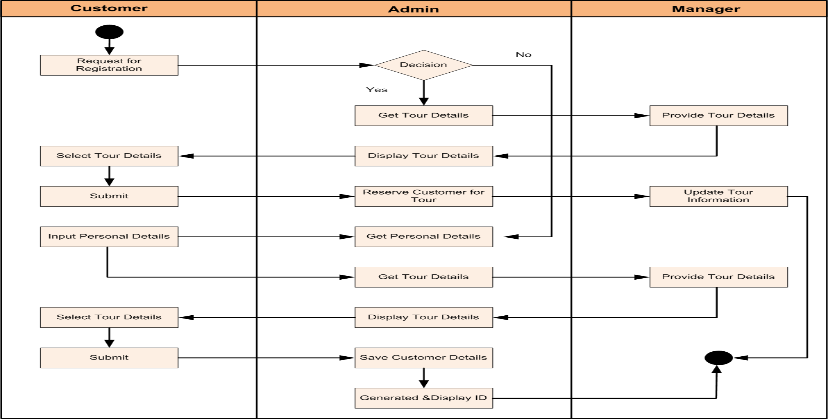 Customer
Admin
Manager
Request for
Registration
Decision
No
Yes
Get Tour Details
Provide Tour Details
Select Tour Details
Display Tour Details
Submit
Reserve Customer for
Tour
Update Tour
Information
Input Personal Details
Get Personal Details
Get Tour Details
Provide Tour Details
Select Tour Details
Display Tour Details
Submit
Save Customer Details
Generated &Display ID